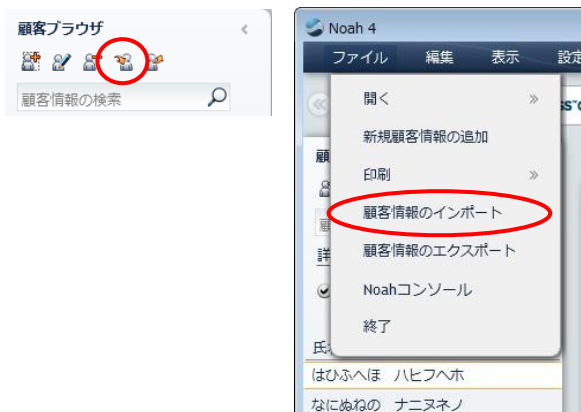 顧客ブラウザ
顧客情報の検索
Noah 4
ファイル 編集 表示 設定
開く
新規顧客情報の追加
印刷
顧客情報のインポート
顧客情報のエクスポート
Noahコンソール
終了
顧
詳
氏
はひふへほ ハヒフヘホ
なにぬねの ナニヌネノ